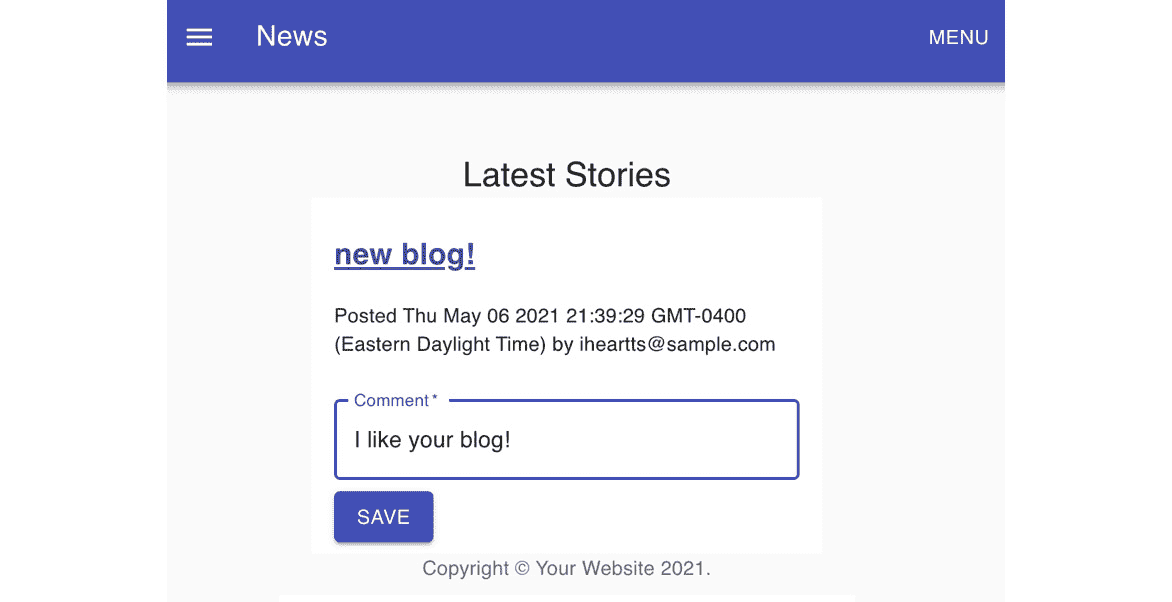 News
MENU
Latest Stories
new blog!
Posted Thu May 06 2021 21:39:29 GMT-0400
(Eastern Daylight Time) by iheartts@sample.com
Comment *
I like your blog!
SAVE
Copyright © Your Website 2021.